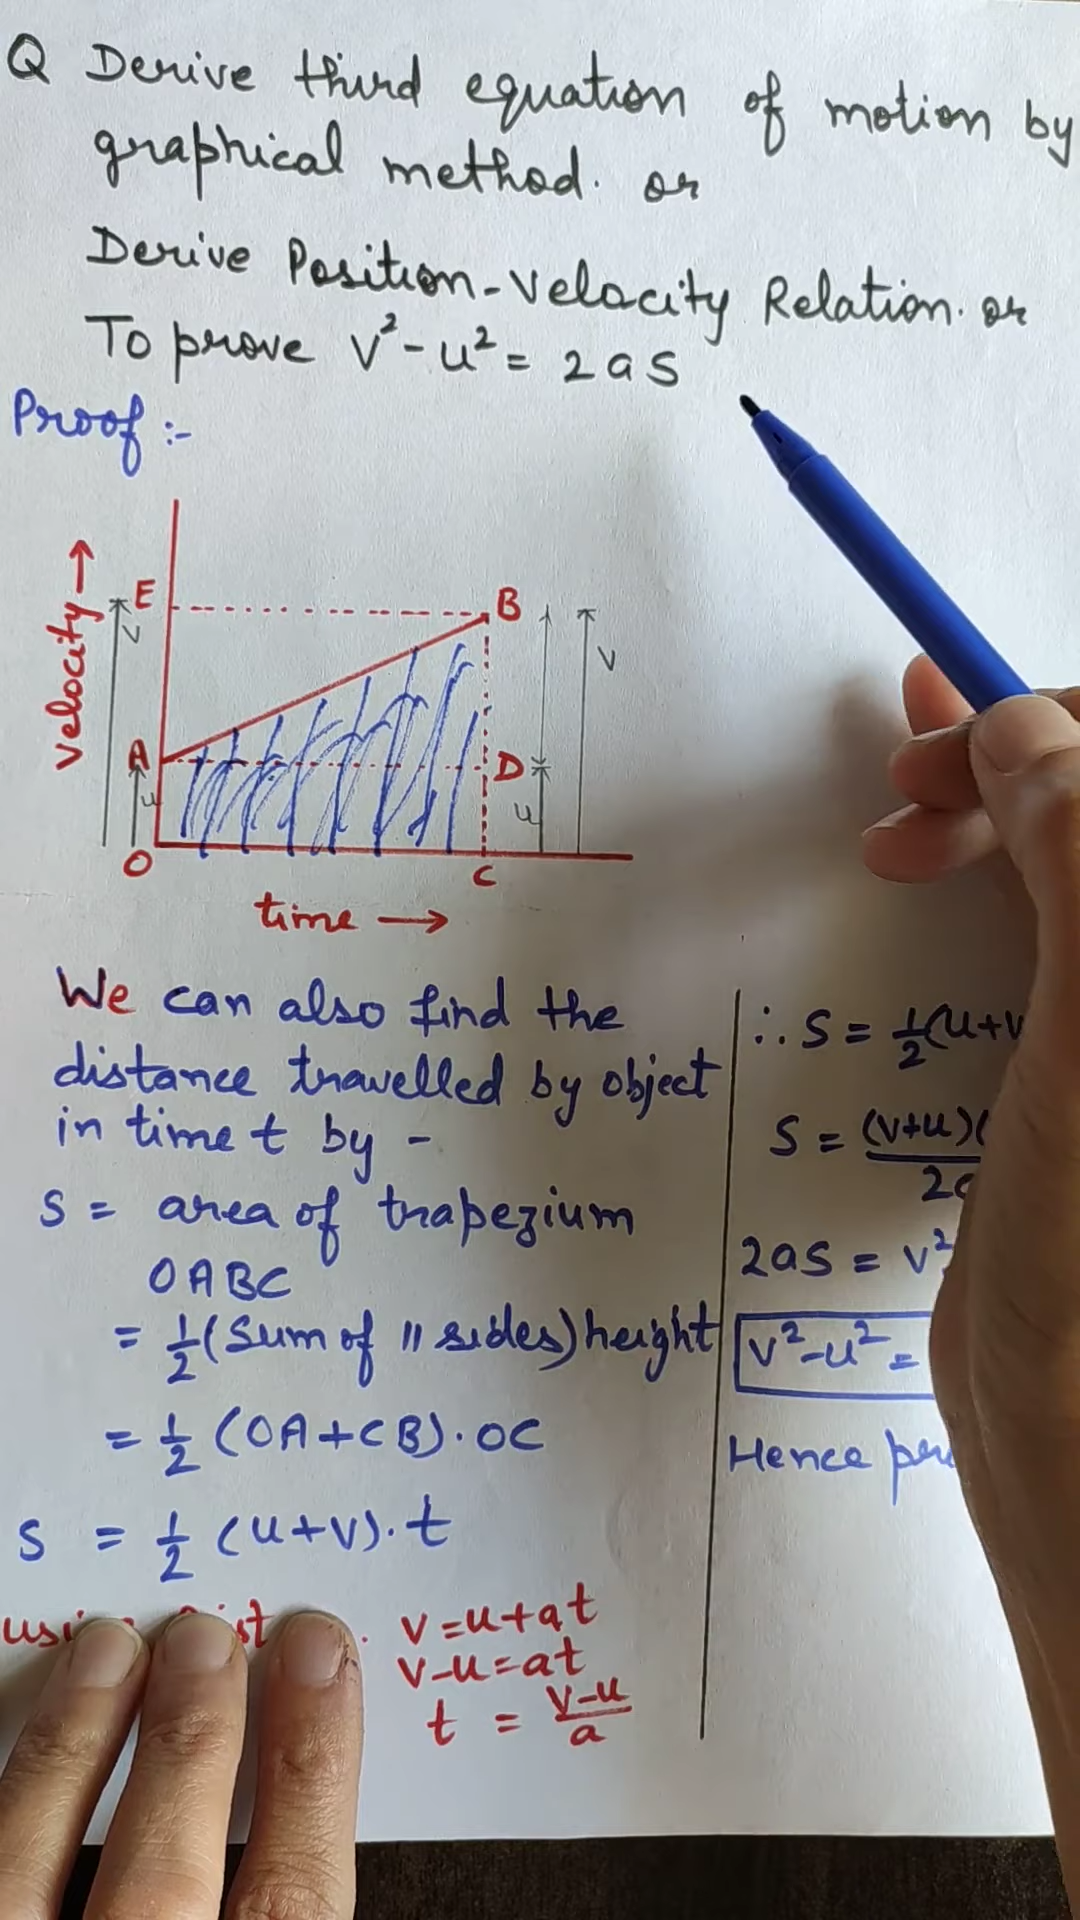 Q Derive third equation of motion by
graphical method. or
Derive Position-Velocity Relation. or
To prove v² - u² = 2as
Proof :-
velocity →
E
B
v
v
A
D
u
u
O
C
time →
We can also find the
distance travelled by object
in time t by -
S = area of trapezium
OABC
= ½ (Sum of || sides) height
= ½ (OA+CB).OC
S = ½ (u+v).t
v=u+at
v-u=at
t = v-u/a
∴ S = ½(u+v
S = (v+u)(
2aS = v²
v²-u² =
Hence